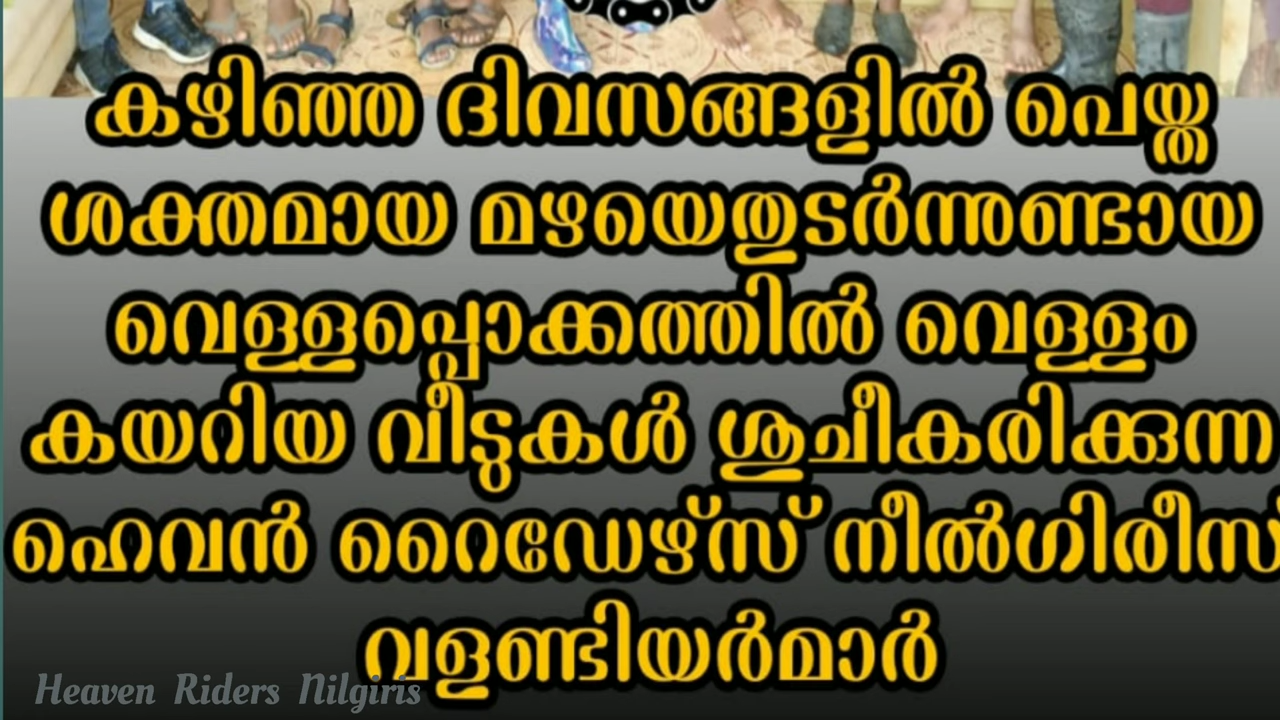 കഴിഞ്ഞ ദിവസങ്ങളിൽ പെയ്ത
ശക്തമായ മഴയെതുടർന്നുണ്ടായ
വെള്ളപ്പൊക്കത്തിൽ വെള്ളം
കയറിയ വീടുകൾ ശുചീകരിക്കുന്ന
ഹെവൻ റൈഡേഴ്സ് നീൽഗിരീസ്
വളണ്ടിയർമാർ
Heaven Riders Nilgiris